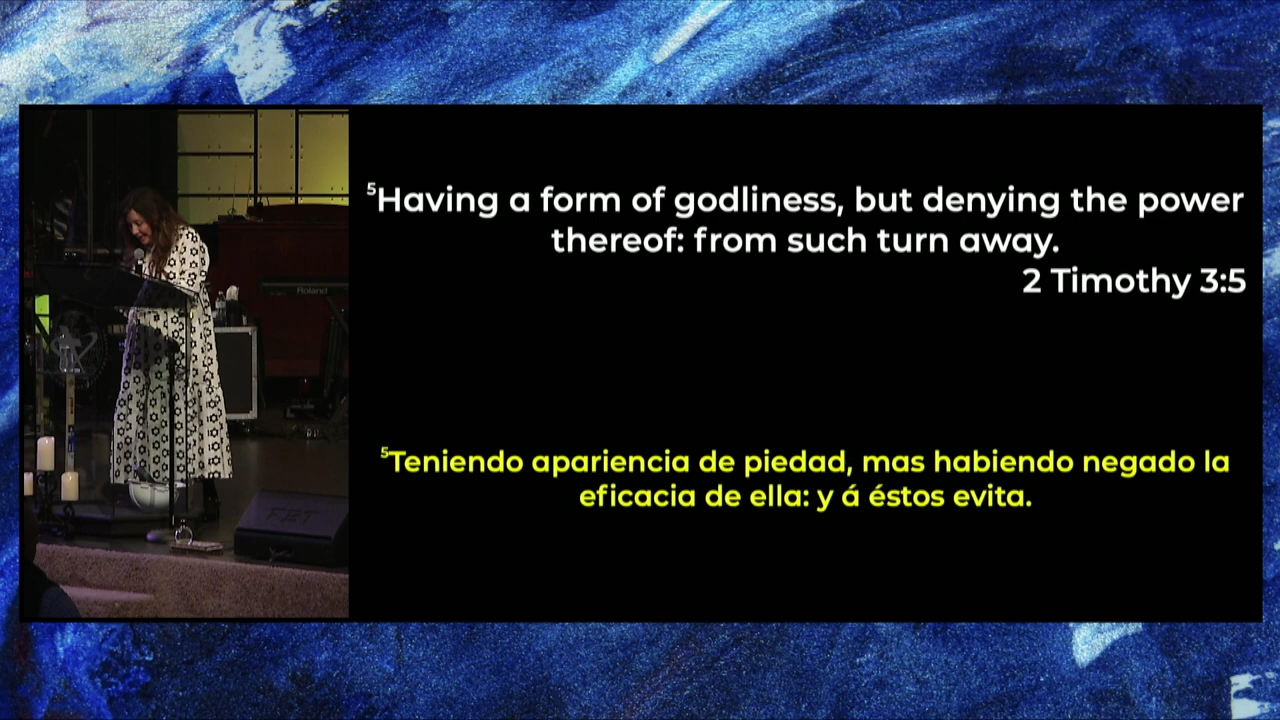 ⁵Having a form of godliness, but denying the power
thereof: from such turn away.
2 Timothy 3:5
⁵Teniendo apariencia de piedad, mas habiendo negado la
eficacia de ella: y á éstos evita.
Roland